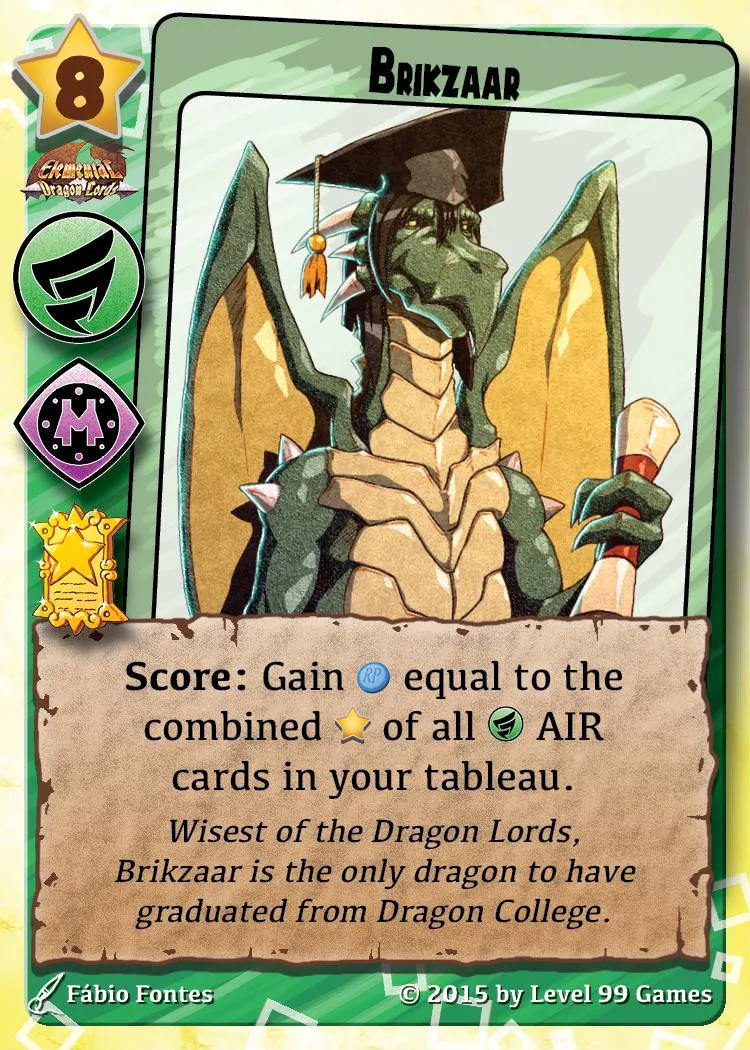 8
BRIKZAAR
Elemental
Dragon Lords
M
Score: Gain RP equal to the
combined of all AIR
cards in your tableau.
Wisest of the Dragon Lords,
Brikzaar is the only dragon to have
graduated from Dragon College.
Fábio Fontes
© 2015 by Level 99 Games